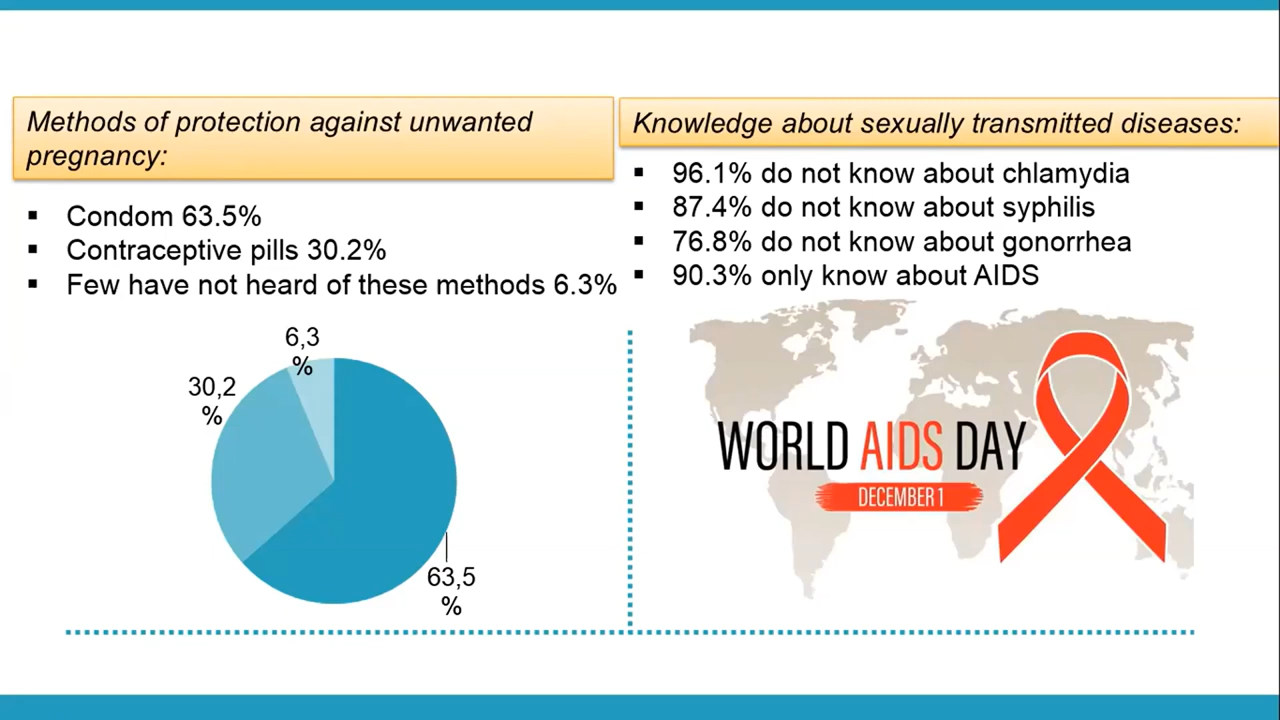 Methods of protection against unwanted
pregnancy:
▪ Condom 63.5%
▪ Contraceptive pills 30.2%
▪ Few have not heard of these methods 6.3%
6,3
%
30,2
%
63,5
%
Knowledge about sexually transmitted diseases:
▪ 96.1% do not know about chlamydia
▪ 87.4% do not know about syphilis
▪ 76.8% do not know about gonorrhea
▪ 90.3% only know about AIDS
WORLD AIDS DAY
DECEMBER 1